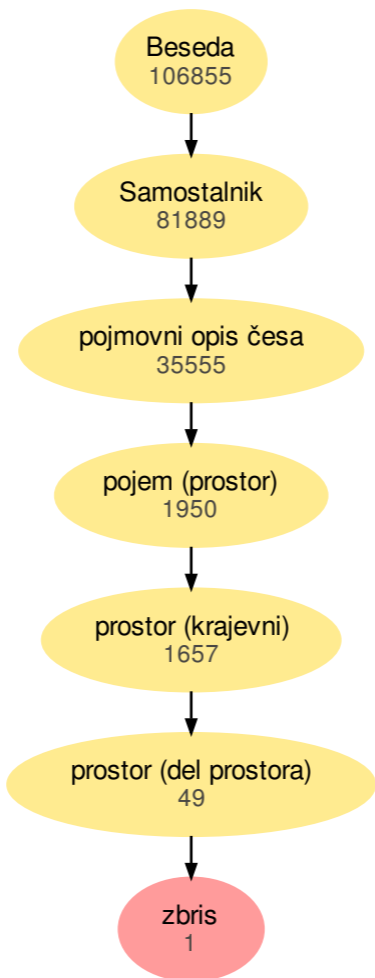 Beseda
106855
Samostalnik
81889
pojmovni opis česa
35555
pojem (prostor)
1950
prostor (krajevni)
1657
prostor (del prostora)
49
zbris
1